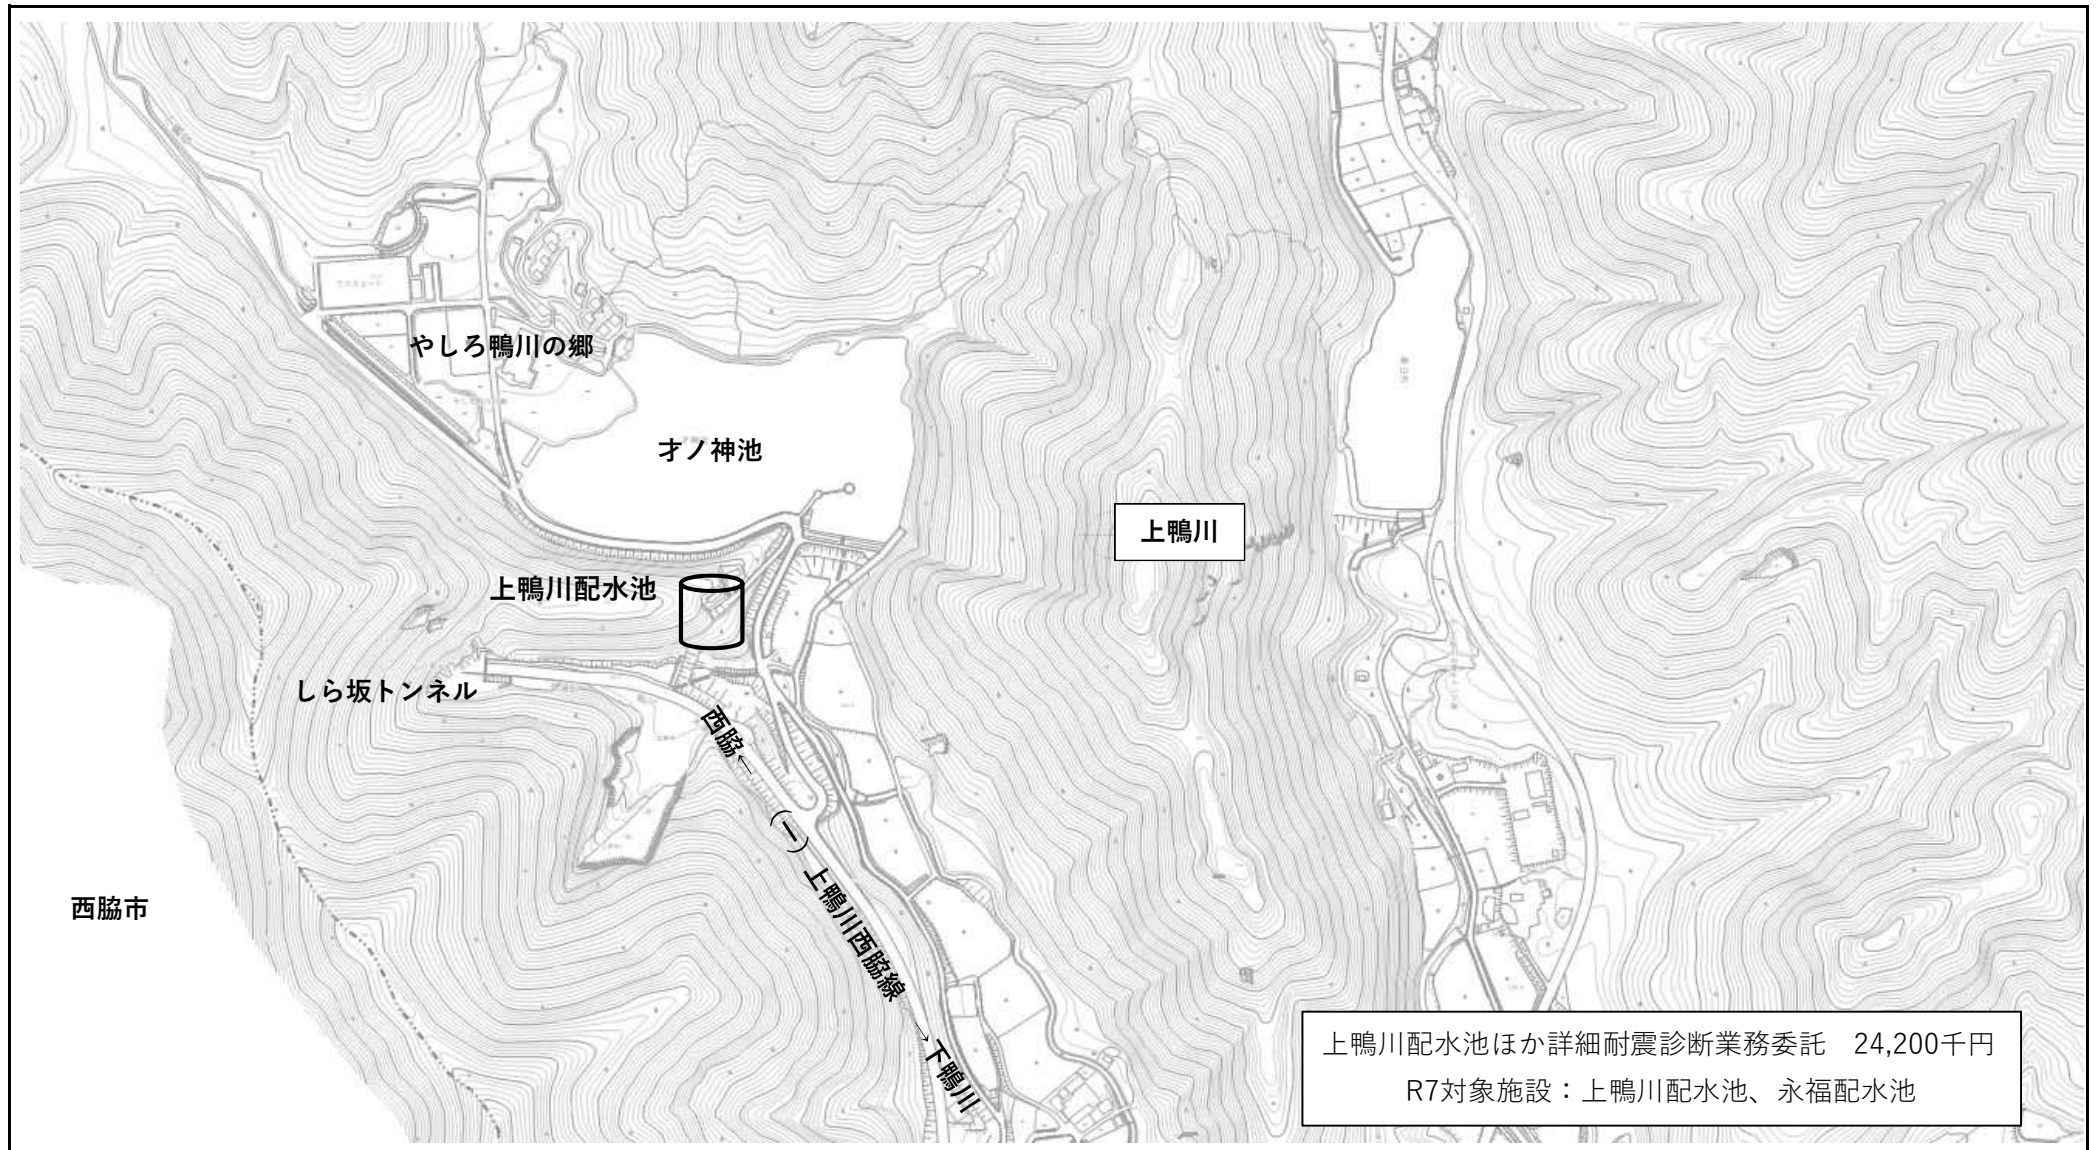 やしろ鴨川の郷
才ノ神池
上鴨川
上鴨川配水池
しら坂トンネル
西脇←
(一)上鴨川西脇線
→下鴨川
西脇市
上鴨川配水池ほか詳細耐震診断業務委託　24,200千円
R7対象施設：上鴨川配水池、永福配水池